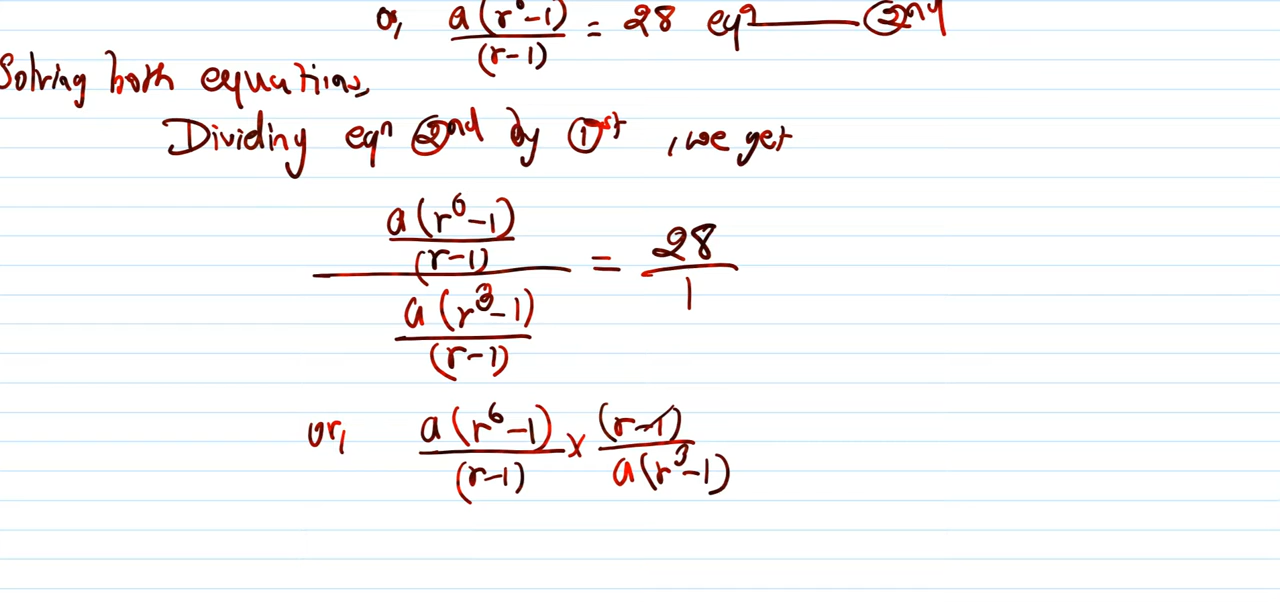 or, a(r⁶-1)/(r-1) = 28 eqⁿ ——— ②nd
Solving both equations,
Dividing eqⁿ ②nd by ①st, we get
(a(r⁶-1)/(r-1)) / (a(r³-1)/(r-1)) = 28/1
or, a(r⁶-1)/(r-1) × (r-1)/a(r³-1)